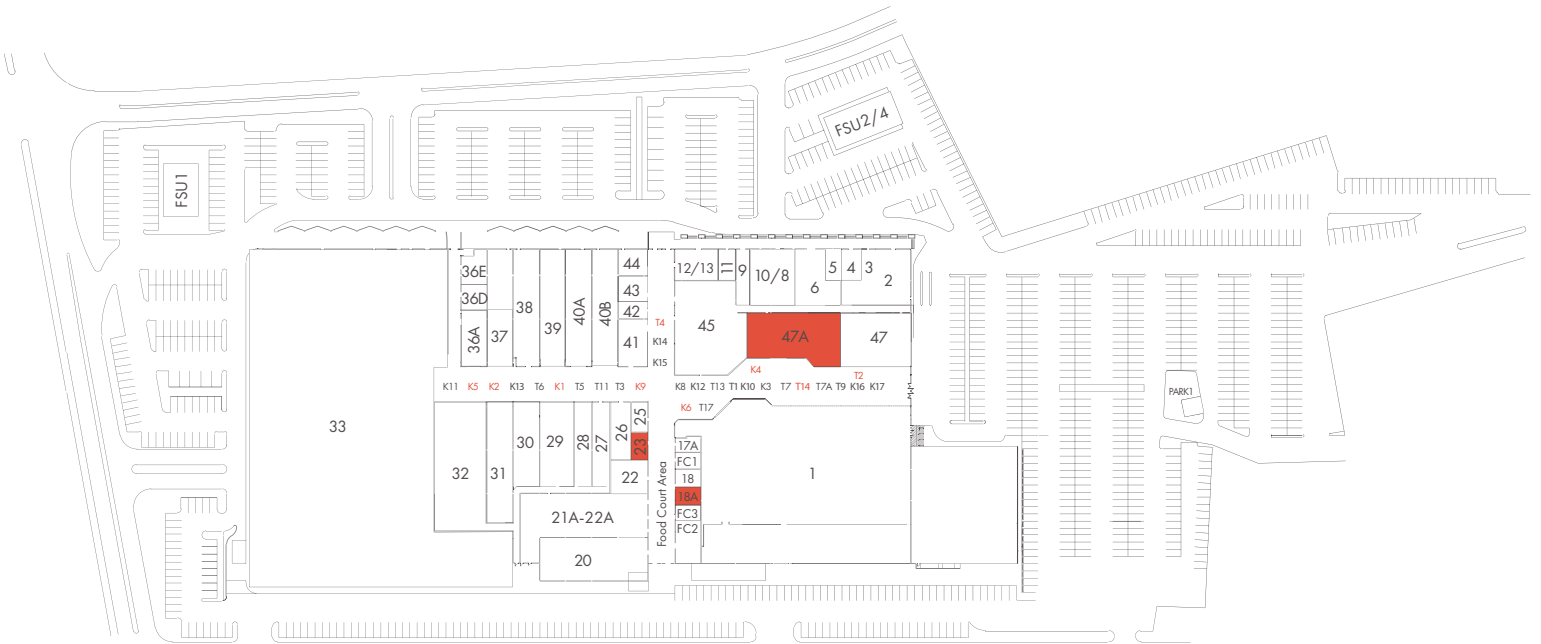 FSU2/4
FSU1
44
12/13
11
9
10/8
5
4
3
2
6
36E
36D
43
42
38
39
40A
40B
36A
37
41
T4
K14
K15
45
47A
47
K4
T2
K11
K5
K2
K13
T6
K1
T5
T11
T3
K9
K8
K12
T13
T1
K10
K3
T7
T14
T7A
T9
K16
K17
PARK1
K6
T17
33
32
31
30
29
28
27
26
25
23
22
17A
FC1
18
18A
FC3
FC2
1
Food Court Area
21A-22A
20